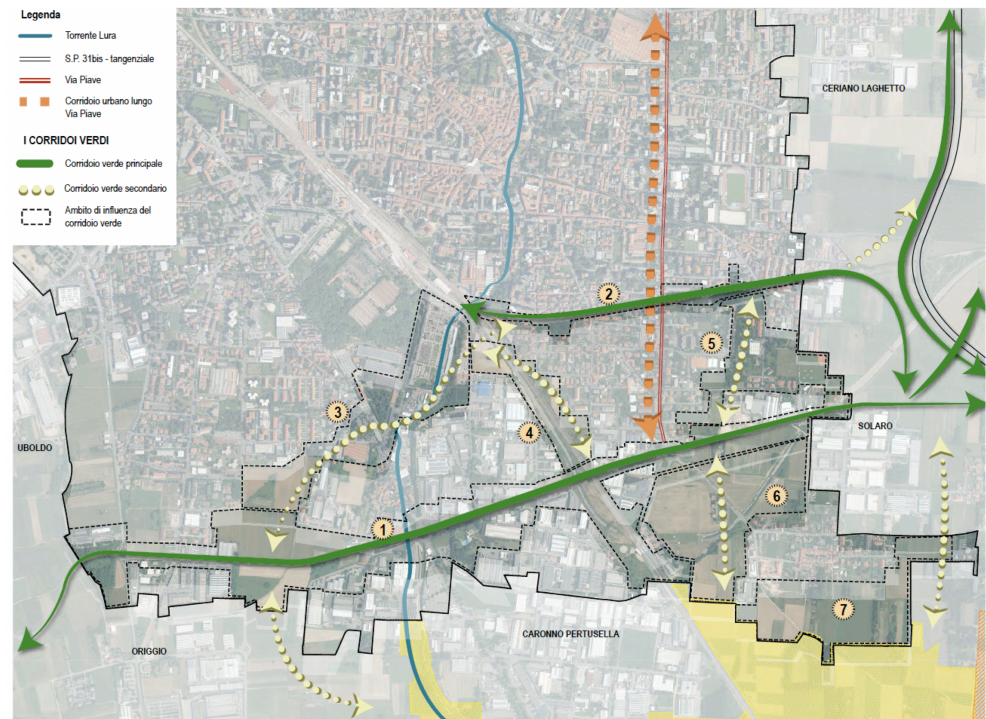 Legenda
Torrente Lura
S.P. 31bis - tangenziale
Via Piave
Corridoio urbano lungo
Via Piave
I CORRIDOI VERDI
Corridoio verde principale
Corridoio verde secondario
Ambito di influenza del
corridoio verde
CERIANO LAGHETTO
2
5
3
4
SOLARO
UBOLDO
6
1
7
CARONNO PERTUSELLA
ORIGGIO